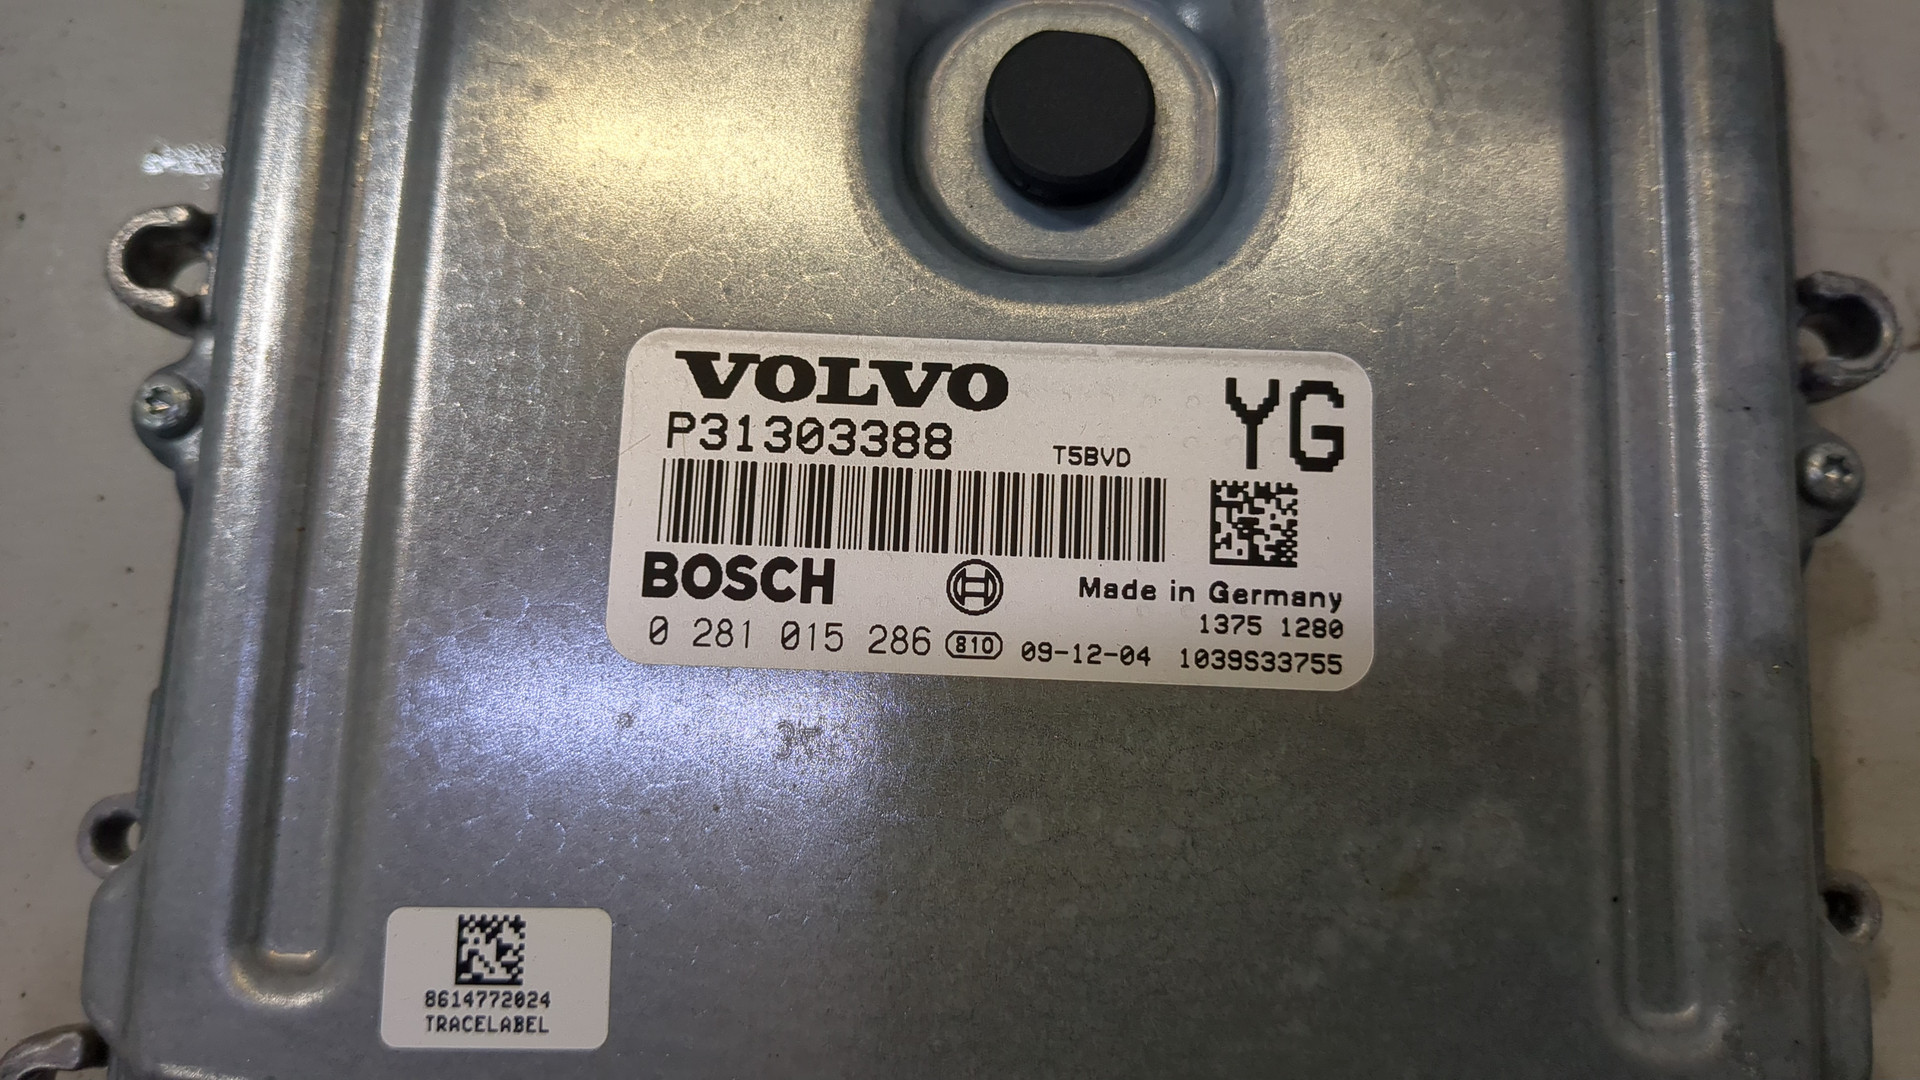 VOLVO
YG
P31303388
T5BVD
BOSCH
Made in Germany
1375 1280
0 281 015 286 810 09-12-04 1039S33755
8614772024
TRACELABEL